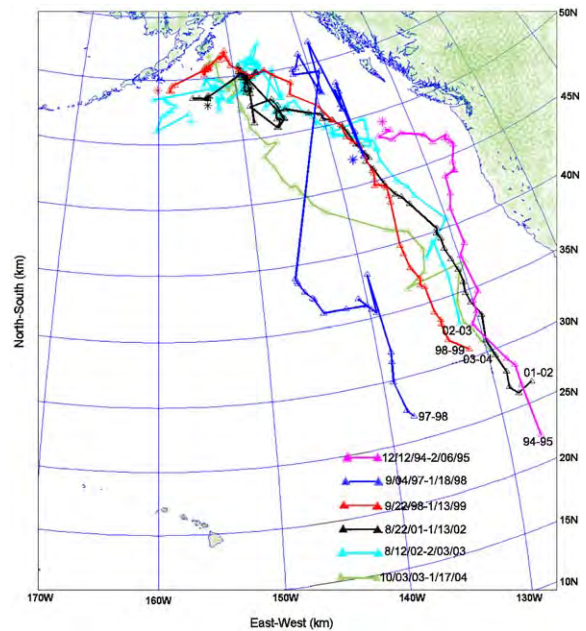 50N
45N
40N
35N
30N
25N
20N
15N
10N
North-South (km)
02-03
98-99
03-04
01-02
97-98
94-95
12/12/94-2/06/95
9/04/97-1/18/98
9/22/98-1/13/99
8/22/01-1/13/02
8/12/02-2/03/03
10/03/03-1/17/04
170W
160W
150W
140W
130W
East-West (km)